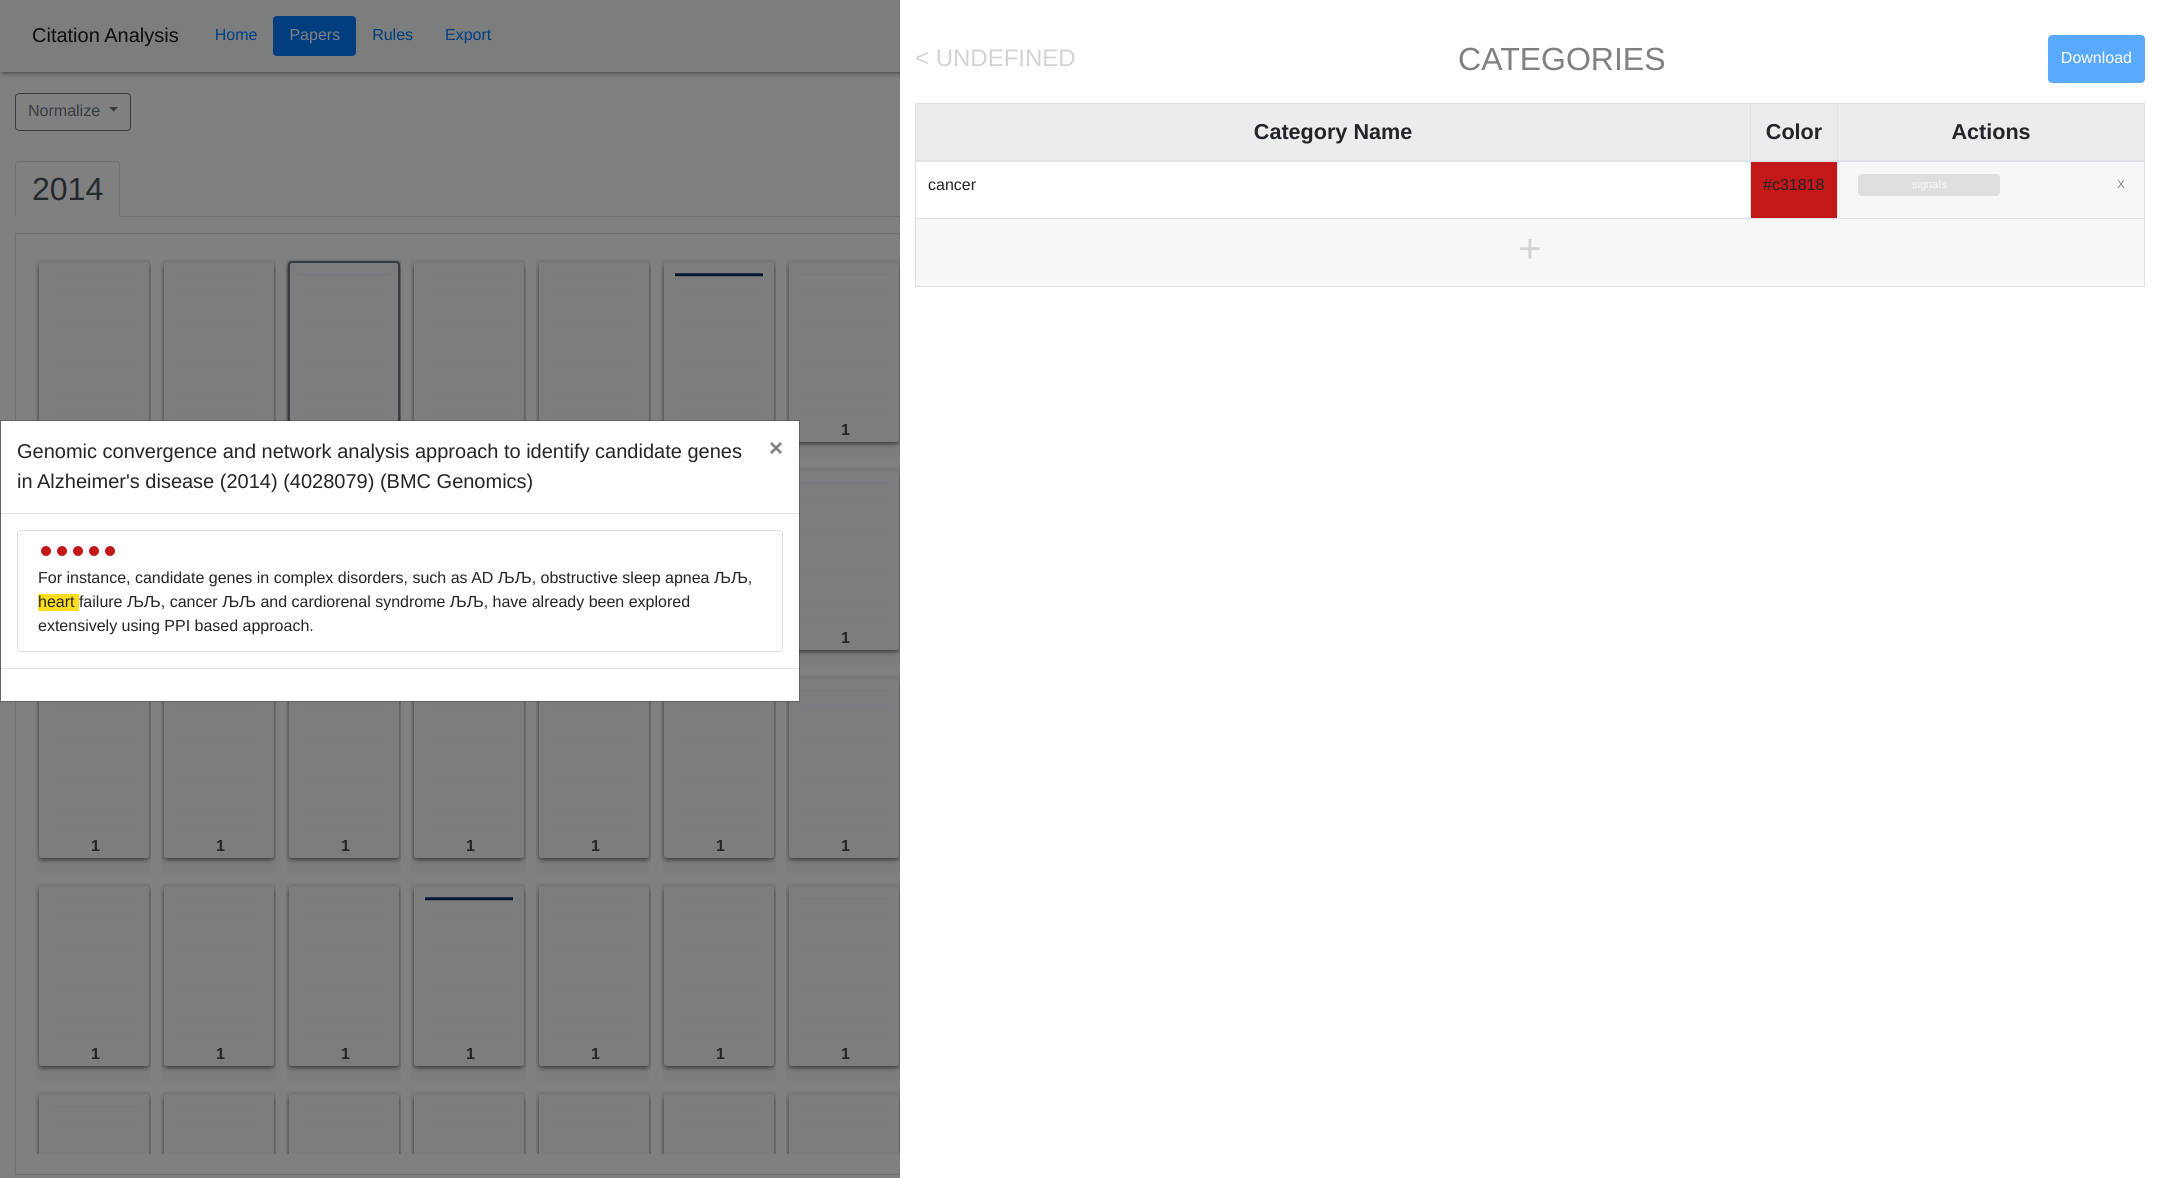 Citation Analysis Home Papers Rules Export
Normalize
2014
1
Genomic convergence and network analysis approach to identify candidate genes
in Alzheimer's disease (2014) (4028079) (BMC Genomics)
×
For instance, candidate genes in complex disorders, such as AD ЉЉ, obstructive sleep apnea ЉЉ,
heart failure ЉЉ, cancer ЉЉ and cardiorenal syndrome ЉЉ, have already been explored
extensively using PPI based approach.
1
1 1 1 1 1 1 1
1 1 1 1 1 1 1
< UNDEFINED CATEGORIES Download
Category Name Color Actions
cancer #c31818 signals x
+